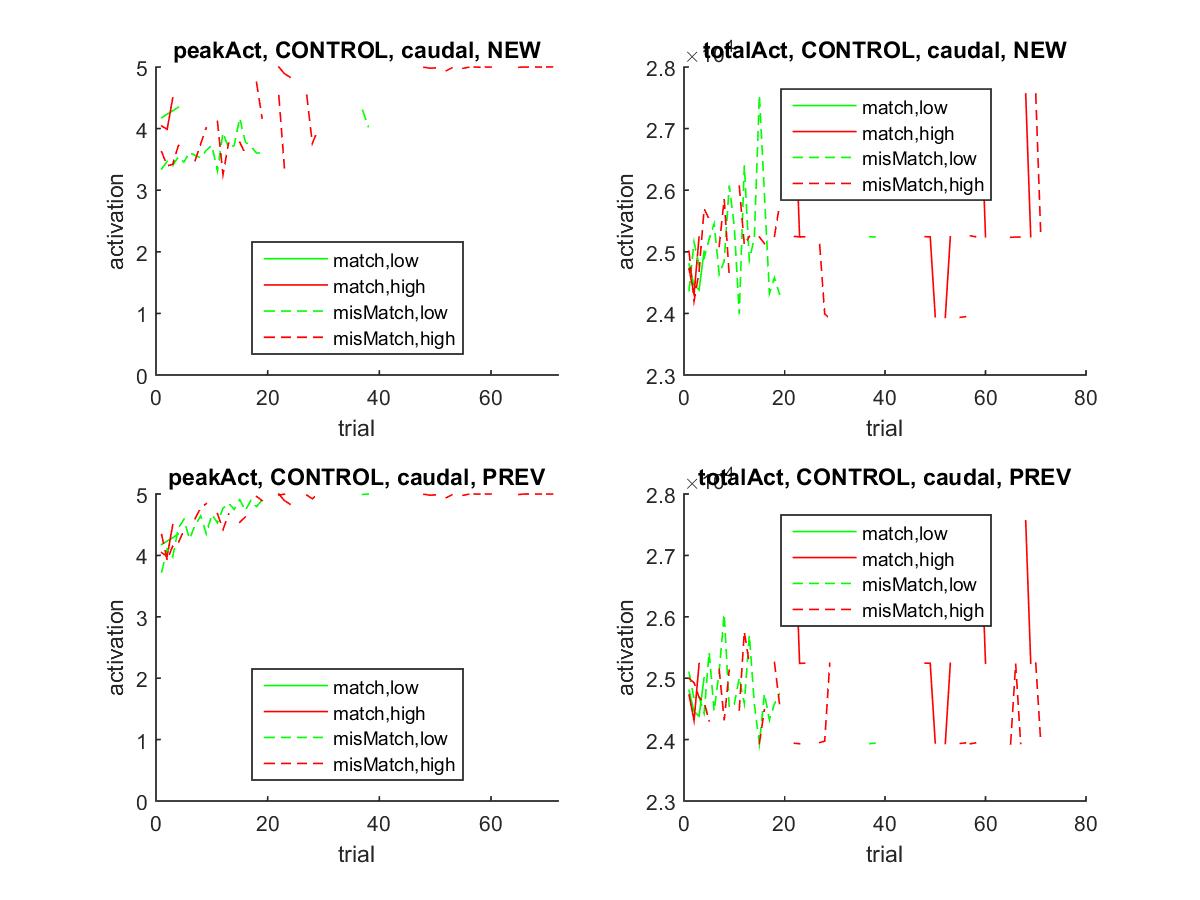 peakAct, CONTROL, caudal, NEW
5
4
3
2
1
0
activation
match,low
match,high
misMatch,low
misMatch,high
0 20 40 60
trial
totalAct, CONTROL, caudal, NEW
2.8
2.7
2.6
2.5
2.4
2.3
activation
match,low
match,high
misMatch,low
misMatch,high
0 20 40 60 80
trial
peakAct, CONTROL, caudal, PREV
5
4
3
2
1
0
activation
match,low
match,high
misMatch,low
misMatch,high
0 20 40 60
trial
× 10⁴
totalAct, CONTROL, caudal, PREV
2.8
2.7
2.6
2.5
2.4
2.3
activation
match,low
match,high
misMatch,low
misMatch,high
0 20 40 60 80
trial